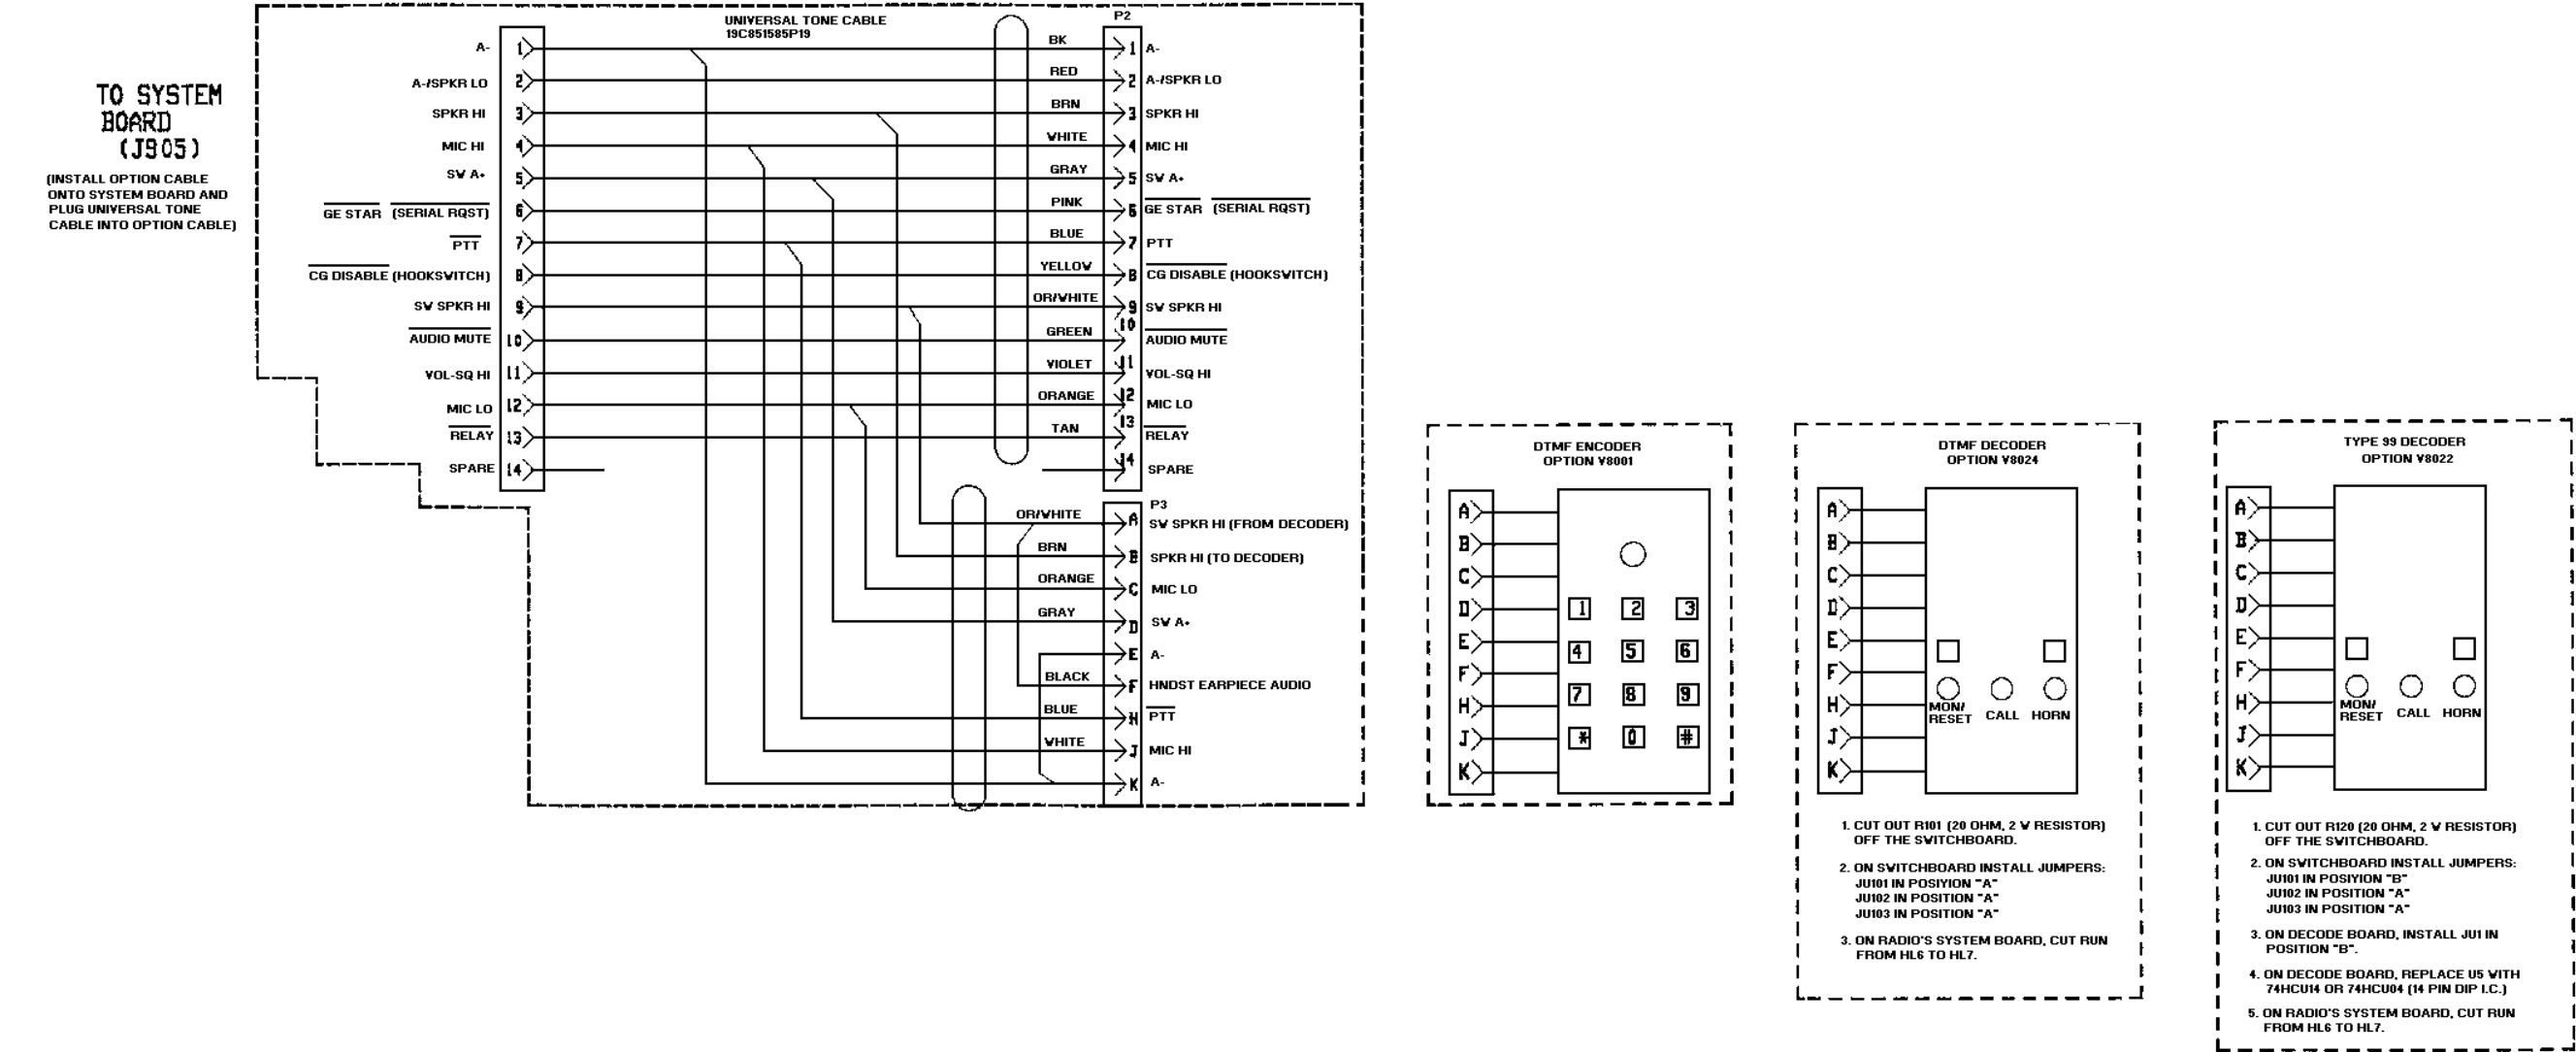 UNIVERSAL TONE CABLE
19C851585P19
TO SYSTEM
BOARD
(J905)
(INSTALL OPTION CABLE
ONTO SYSTEM BOARD AND
PLUG UNIVERSAL TONE
CABLE INTO OPTION CABLE)
P2
A- 1 BK 1 A-
A-/SPKR LO 2 RED 2 A-/SPKR LO
SPKR HI 3 BRN 3 SPKR HI
MIC HI 4 WHITE 4 MIC HI
SW A+ 5 GRAY 5 SW A+
GE STAR (SERIAL RQST) 6 PINK 6 GE STAR (SERIAL RQST)
PTT 7 BLUE 7 PTT
CG DISABLE (HOOKSWITCH) 8 YELLOW 8 CG DISABLE (HOOKSWITCH)
SW SPKR HI 9 OR/WHITE 9 SW SPKR HI
AUDIO MUTE 10 GREEN 10 AUDIO MUTE
VOL-SQ HI 11 VIOLET 11 VOL-SQ HI
MIC LO 12 ORANGE 12 MIC LO
RELAY 13 TAN 13 RELAY
SPARE 14 14 SPARE
P3
OR/WHITE A SW SPKR HI (FROM DECODER)
BRN B SPKR HI (TO DECODER)
ORANGE C MIC LO
GRAY D SW A+
E A-
BLACK F HNDST EARPIECE AUDIO
BLUE H PTT
WHITE J MIC HI
K A-
DTMF ENCODER
OPTION V8001
A
B
C
D
E
F
H
J
K
1 2 3
4 5 6
7 8 9
* 0 #
DTMF DECODER
OPTION V8024
A
B
C
D
E
F
H
J
K
MON/
RESET CALL HORN
1. CUT OUT R101 (20 OHM, 2 W RESISTOR)
OFF THE SWITCHBOARD.
2. ON SWITCHBOARD INSTALL JUMPERS:
JU101 IN POSIYION "A"
JU102 IN POSITION "A"
JU103 IN POSITION "A"
3. ON RADIO'S SYSTEM BOARD, CUT RUN
FROM HL6 TO HL7.
TYPE 99 DECODER
OPTION V8022
A
B
C
D
E
F
H
J
K
MON/
RESET CALL HORN
1. CUT OUT R120 (20 OHM, 2 W RESISTOR)
OFF THE SWITCHBOARD.
2. ON SWITCHBOARD INSTALL JUMPERS:
JU101 IN POSIYION "B"
JU102 IN POSITION "A"
JU103 IN POSITION "A"
3. ON DECODE BOARD, INSTALL JU1 IN
POSITION "B".
4. ON DECODE BOARD, REPLACE U5 WITH
74HCU14 OR 74HCU04 (14 PIN DIP I.C.)
5. ON RADIO'S SYSTEM BOARD, CUT RUN
FROM HL6 TO HL7.